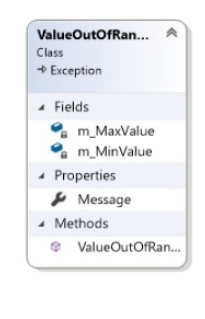 ValueOutOfRan...
Class
→ Exception
Fields
m_MaxValue
m_MinValue
Properties
Message
Methods
ValueOutOfRan...